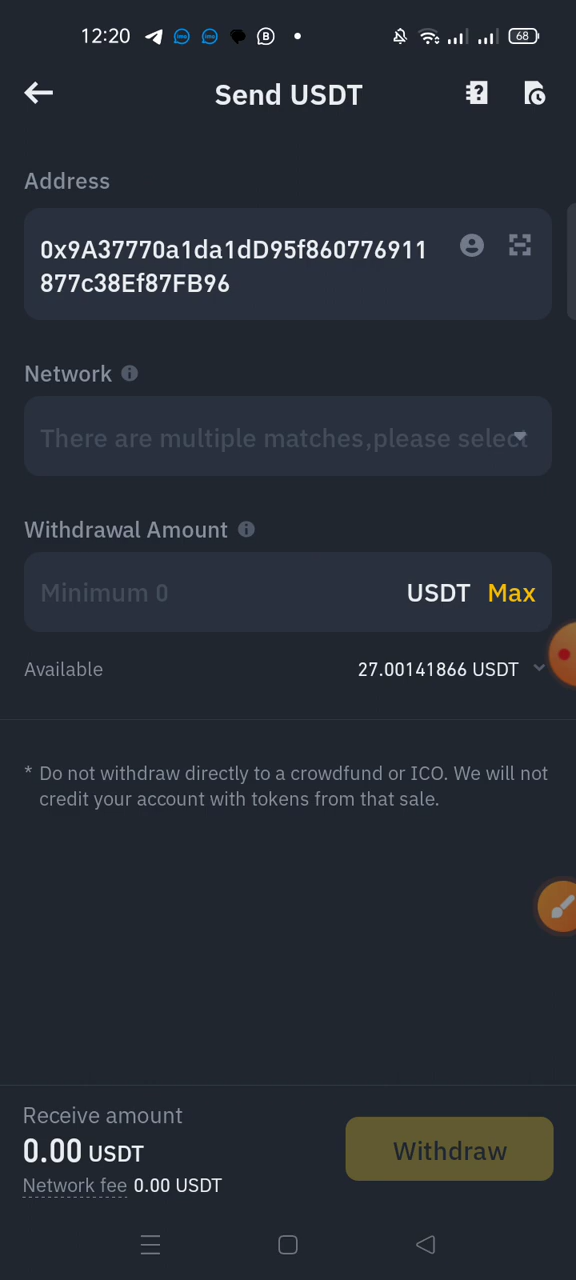 12:20
68
Send USDT
Address
0x9A37770a1da1dD95f860776911
877c38Ef87FB96
Network
There are multiple matches,please select
Withdrawal Amount
Minimum 0 USDT Max
Available 27.00141866 USDT
* Do not withdraw directly to a crowdfund or ICO. We will not
credit your account with tokens from that sale.
Receive amount
0.00 USDT
Network fee 0.00 USDT
Withdraw